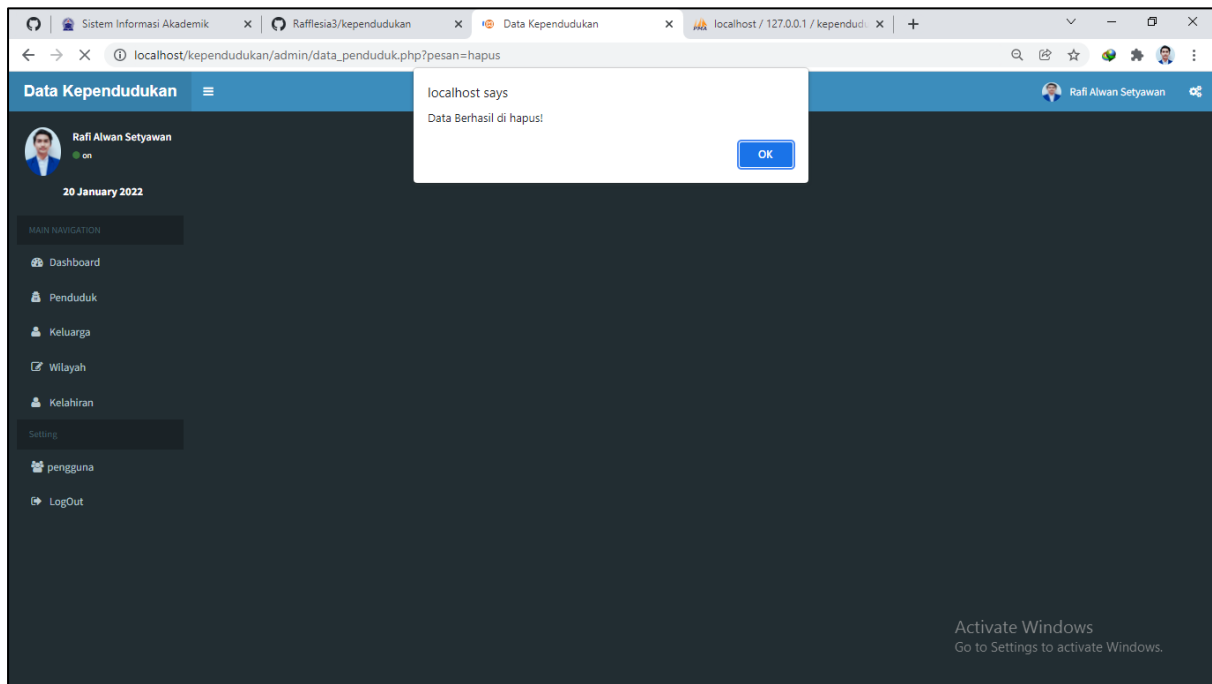 Sistem Informasi Akademik
Rafflesia3/kependudukan
Data Kependudukan
localhost / 127.0.0.1 / kependud
localhost/kependudukan/admin/data_penduduk.php?pesan=hapus
Data Kependudukan
localhost says
Data Berhasil di hapus!
OK
Rafi Alwan Setyawan
Rafi Alwan Setyawan
on
20 January 2022
MAIN NAVIGATION
Dashboard
Penduduk
Keluarga
Wilayah
Kelahiran
Setting
pengguna
LogOut
Activate Windows
Go to Settings to activate Windows.